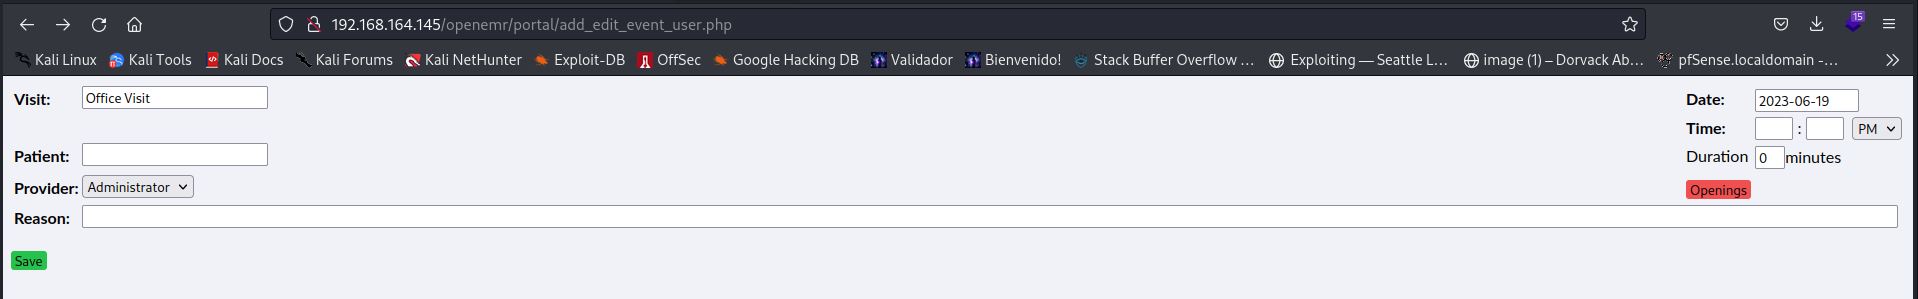 192.168.164.145/openemr/portal/add_edit_event_user.php
15
Kali Linux Kali Tools Kali Docs Kali Forums Kali NetHunter Exploit-DB OffSec Google Hacking DB Validador Bienvenido! Stack Buffer Overflow ... Exploiting — Seattle L... image (1) – Dorvack Ab... pfSense.localdomain -...
Visit: Office Visit Date: 2023-06-19
Time: : PM
Patient: Duration 0 minutes
Provider: Administrator Openings
Reason:
Save